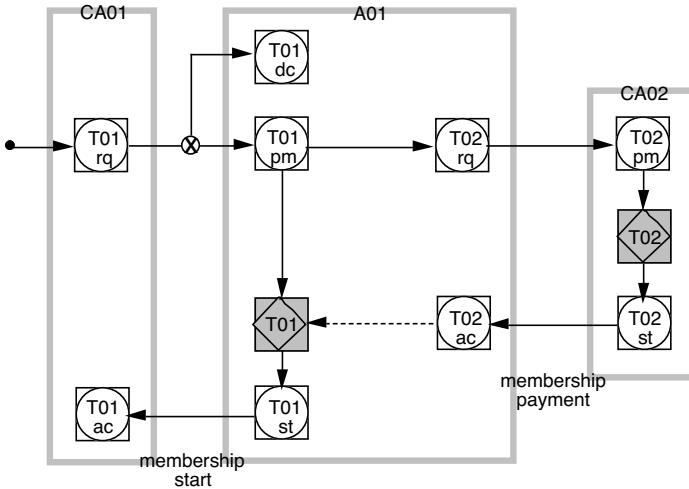 CA01
A01
T01
dc
CA02
T01
rq
X
T01
pm
T02
rq
T02
pm
T02
T01
T02
ac
T02
st
membership
payment
T01
ac
T01
st
membership
start